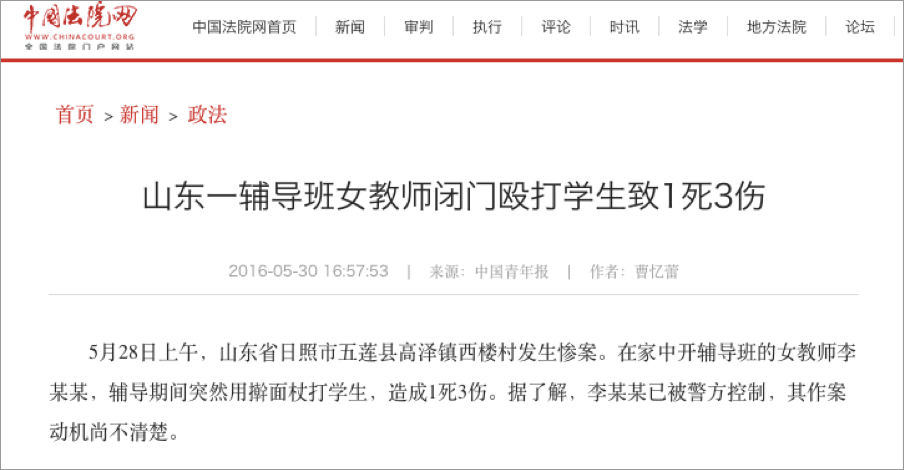 中国法院网
WWW.CHINACOURT.ORG
全国法院门户网站
中国法院网首页 | 新闻 | 审判 | 执行 | 评论 | 时讯 | 法学 | 地方法院 | 论坛
首页 > 新闻 > 政法
山东一辅导班女教师闭门殴打学生致1死3伤
2016-05-30 16:57:53 | 来源：中国青年报 | 作者：曹忆蕾
5月28日上午，山东省日照市五莲县高泽镇西楼村发生惨案。在家中开辅导班的女教师李
某某，辅导期间突然用擀面杖打学生，造成1死3伤。据了解，李某某已被警方控制，其作案
动机尚不清楚。